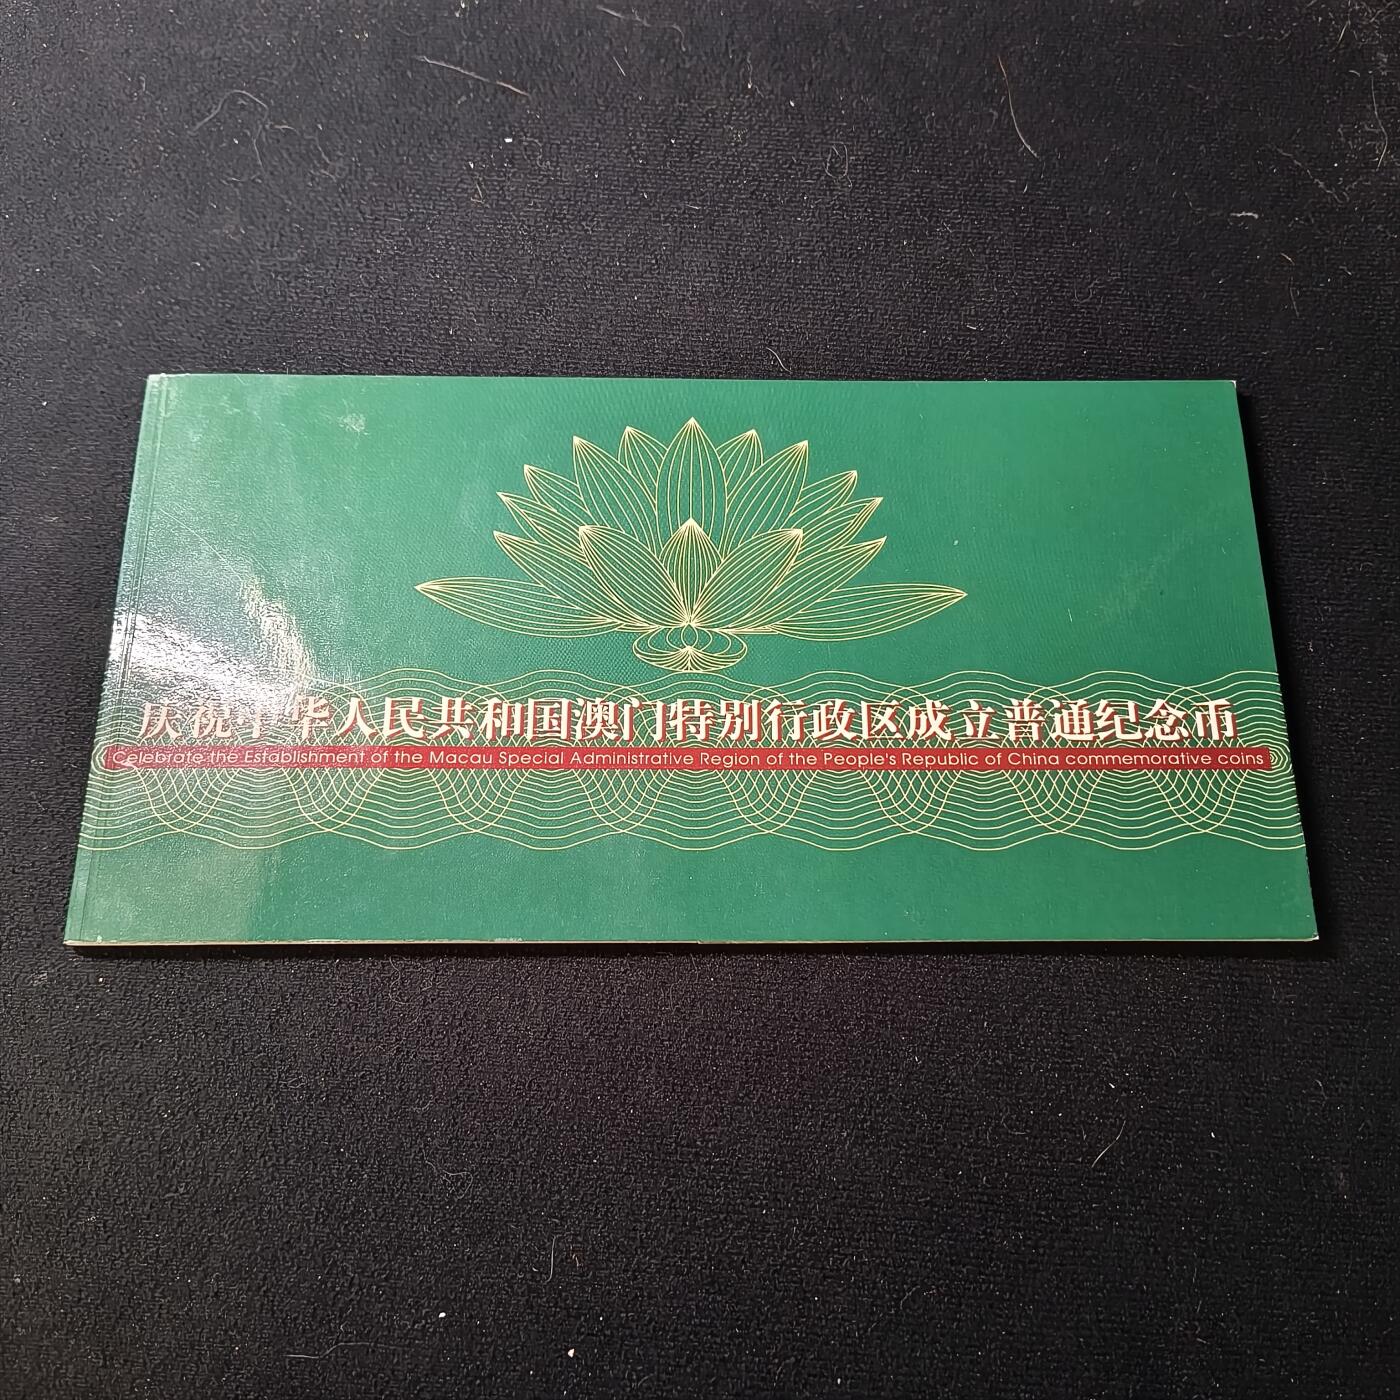 庆祝中华人民共和国澳门特别行政区成立普通纪念币
Celebrate the Establishment of the Macau Special Administrative Region of the People's Republic of China commemorative coins